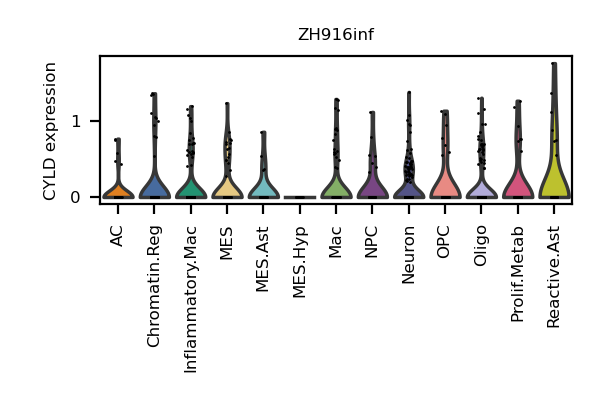 ZH916inf
CYLD expression
1
0
AC
Chromatin.Reg
Inflammatory.Mac
MES
MES.Ast
MES.Hyp
Mac
NPC
Neuron
OPC
Oligo
Prolif.Metab
Reactive.Ast